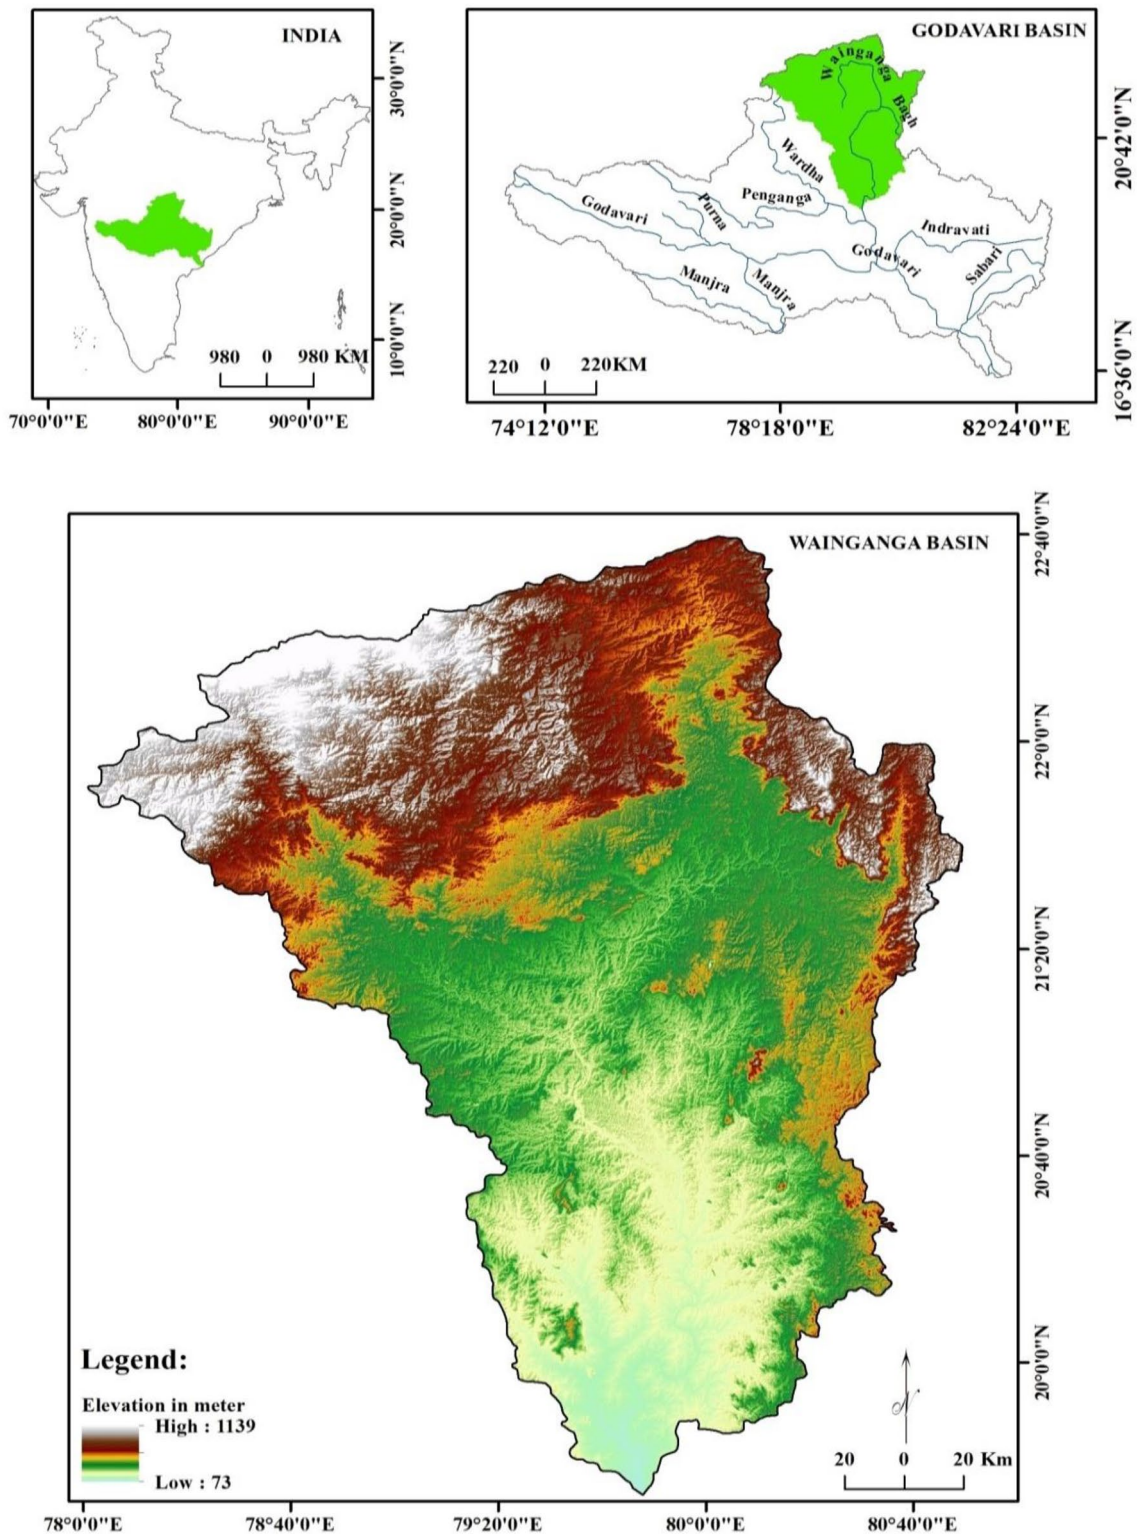 INDIA
30°0'0"N
20°0'0"N
10°0'0"N
980 0 980 KM
70°0'0"E 80°0'0"E 90°0'0"E
GODAVARI BASIN
Wainganga
Bagh
Wardha
Penganga
Purna
Godavari
Indravati
Godavari
Sabari
Manjra
Manjra
20°42'0"N
16°36'0"N
220 0 220KM
74°12'0"E 78°18'0"E 82°24'0"E
WAINGANGA BASIN
22°40'0"N
22°0'0"N
21°20'0"N
20°40'0"N
20°0'0"N
Legend:
Elevation in meter
High : 1139
Low : 73
N
20 0 20 Km
78°0'0"E 78°40'0"E 79°20'0"E 80°0'0"E 80°40'0"E